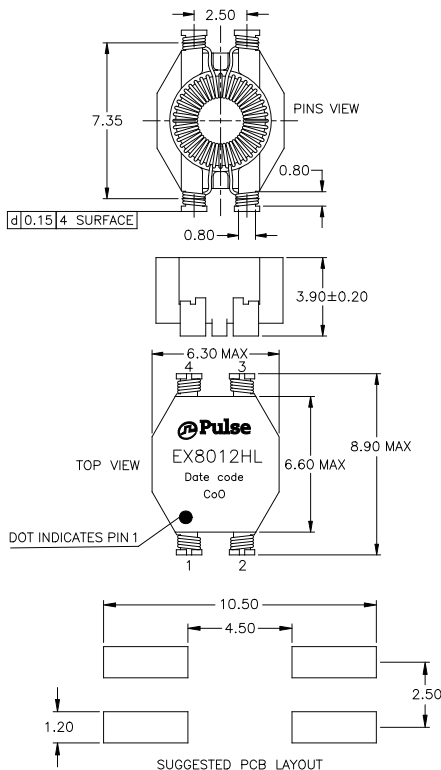 2.50
PINS VIEW
7.35
0.80
d 0.15 4 SURFACE
0.80
3.90±0.20
6.30 MAX
4 3
Pulse
EX8012HL
Date code
CoO
TOP VIEW
6.60 MAX
8.90 MAX
DOT INDICATES PIN 1
1 2
10.50
4.50
2.50
1.20
SUGGESTED PCB LAYOUT